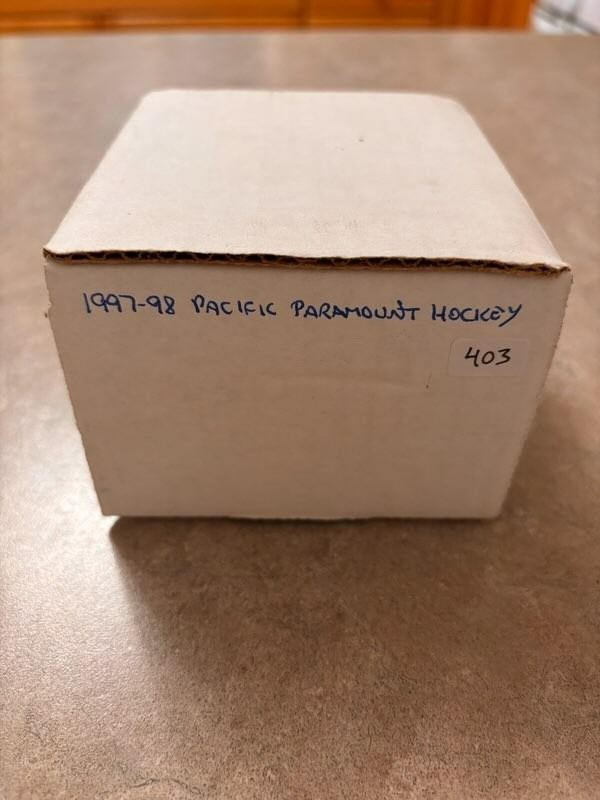 1997-98 PACIFIC PARAMOUNT HOCKEY
403